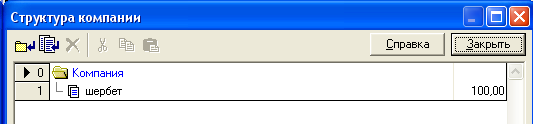 Структура компании
Справка Закрыть
0 Компания
1 шербет 100,00